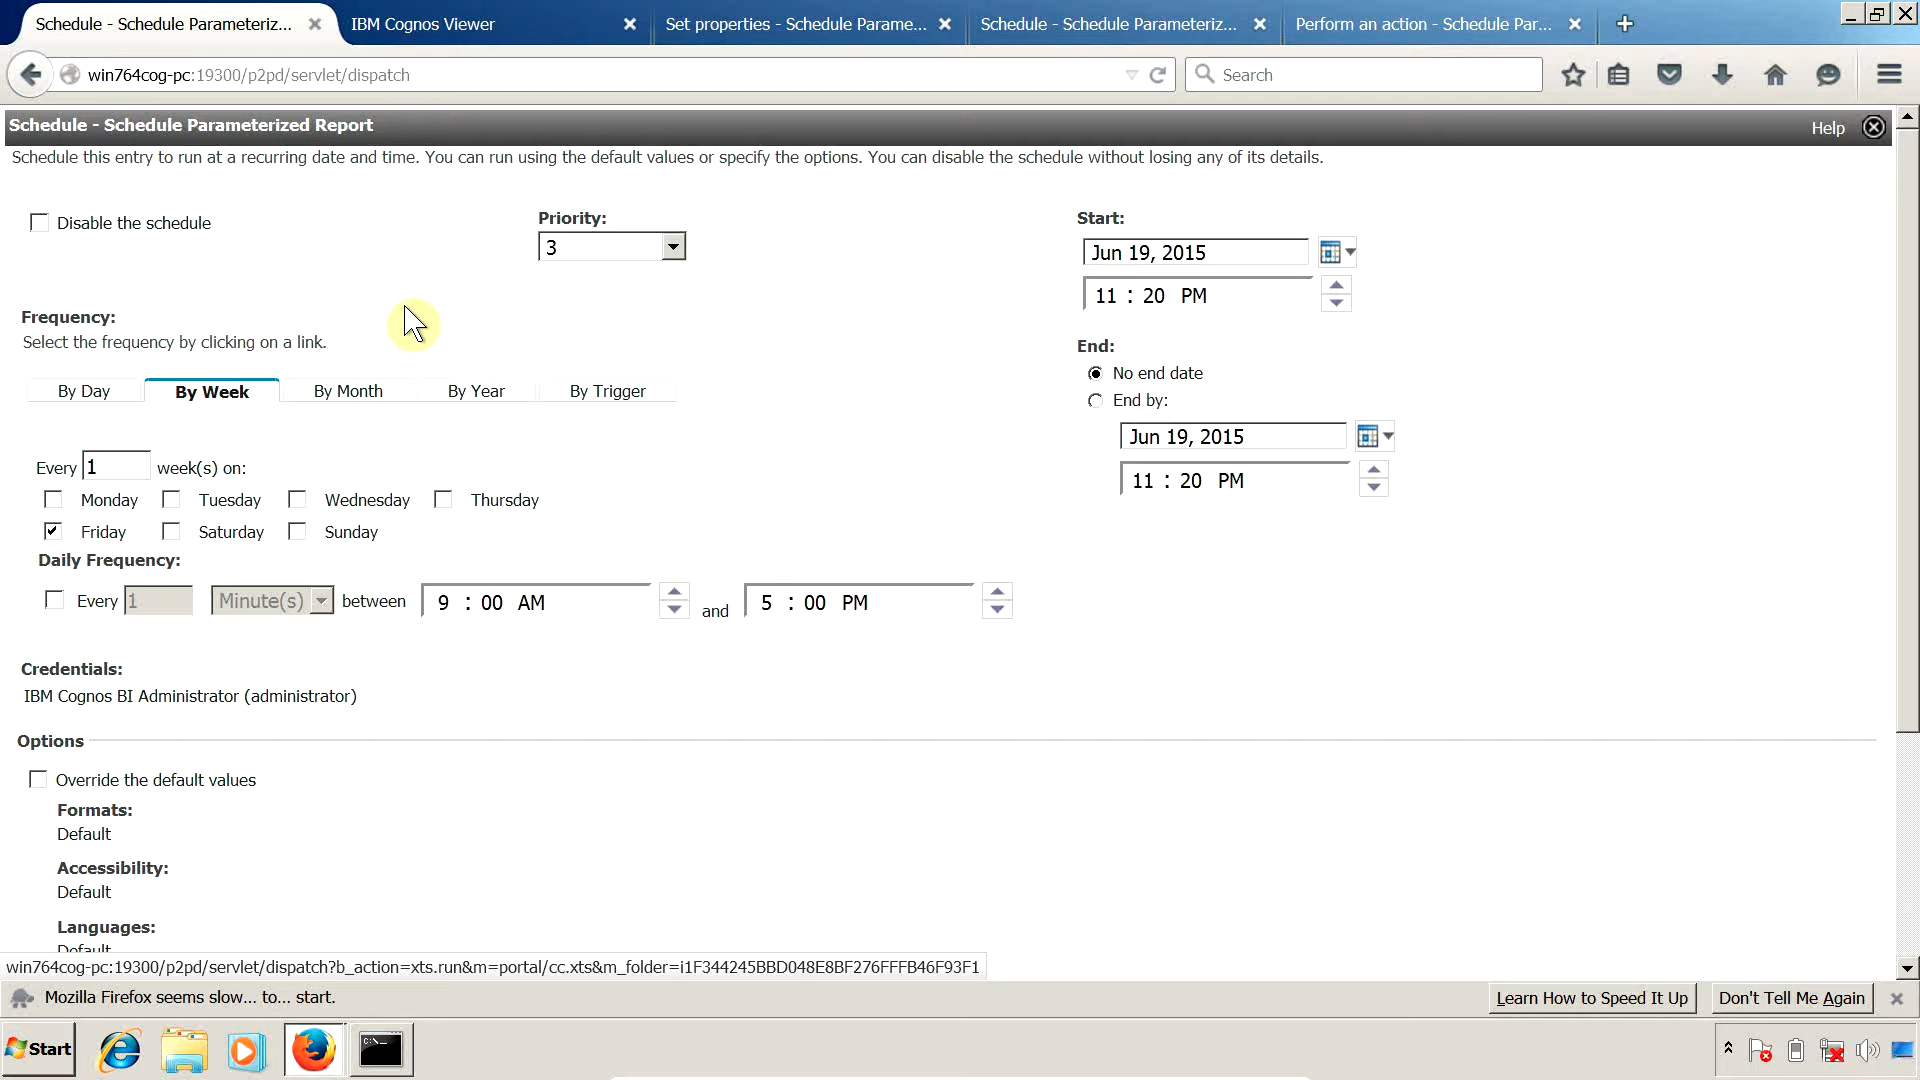 Schedule - Schedule Parameteriz...
IBM Cognos Viewer
Set properties - Schedule Parame...
Schedule - Schedule Parameteriz...
Perform an action - Schedule Par...
win764cog-pc:19300/p2pd/servlet/dispatch
Search
Schedule - Schedule Parameterized Report
Help
Schedule this entry to run at a recurring date and time. You can run using the default values or specify the options. You can disable the schedule without losing any of its details.
Disable the schedule
Priority:
3
Start:
Jun 19, 2015
11 : 20 PM
Frequency:
Select the frequency by clicking on a link.
End:
No end date
End by:
Jun 19, 2015
11 : 20 PM
By Day
By Week
By Month
By Year
By Trigger
Every 1 week(s) on:
Monday
Tuesday
Wednesday
Thursday
Friday
Saturday
Sunday
Daily Frequency:
Every 1 Minute(s) between 9 : 00 AM and 5 : 00 PM
Credentials:
IBM Cognos BI Administrator (administrator)
Options
Override the default values
Formats:
Default
Accessibility:
Default
Languages:
Default
win764cog-pc:19300/p2pd/servlet/dispatch?b_action=xts.run&m=portal/cc.xts&m_folder=i1F344245BBD048E8BF276FFFB46F93F1
Mozilla Firefox seems slow... to... start.
Learn How to Speed It Up
Don't Tell Me Again
Start
C:\_